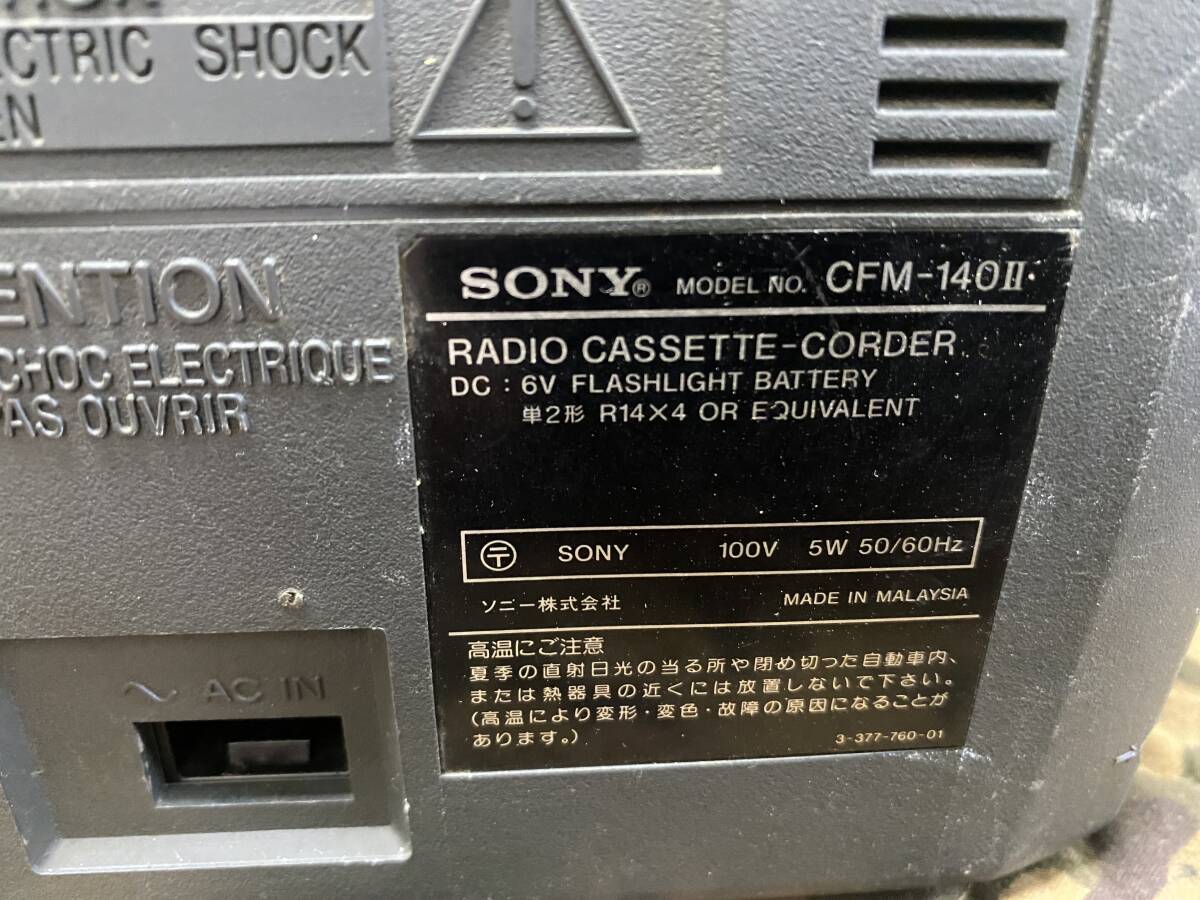 ECTRIC SHOCK
SONY® MODEL NO. CFM-140II
RADIO CASSETTE-CORDER
DC : 6V FLASHLIGHT BATTERY
単2形 R14×4 OR EQUIVALENT
〒 SONY 100V 5W 50/60Hz
ソニー株式会社 MADE IN MALAYSIA
高温にご注意
夏季の直射日光の当る所や閉め切った自動車内、
または熱器具の近くには放置しないで下さい。
(高温により変形・変色・故障の原因になることが
あります。)
3-377-760-01
ENTION
CHOC ELECTRIQUE
PAS OUVRIR
~ AC IN